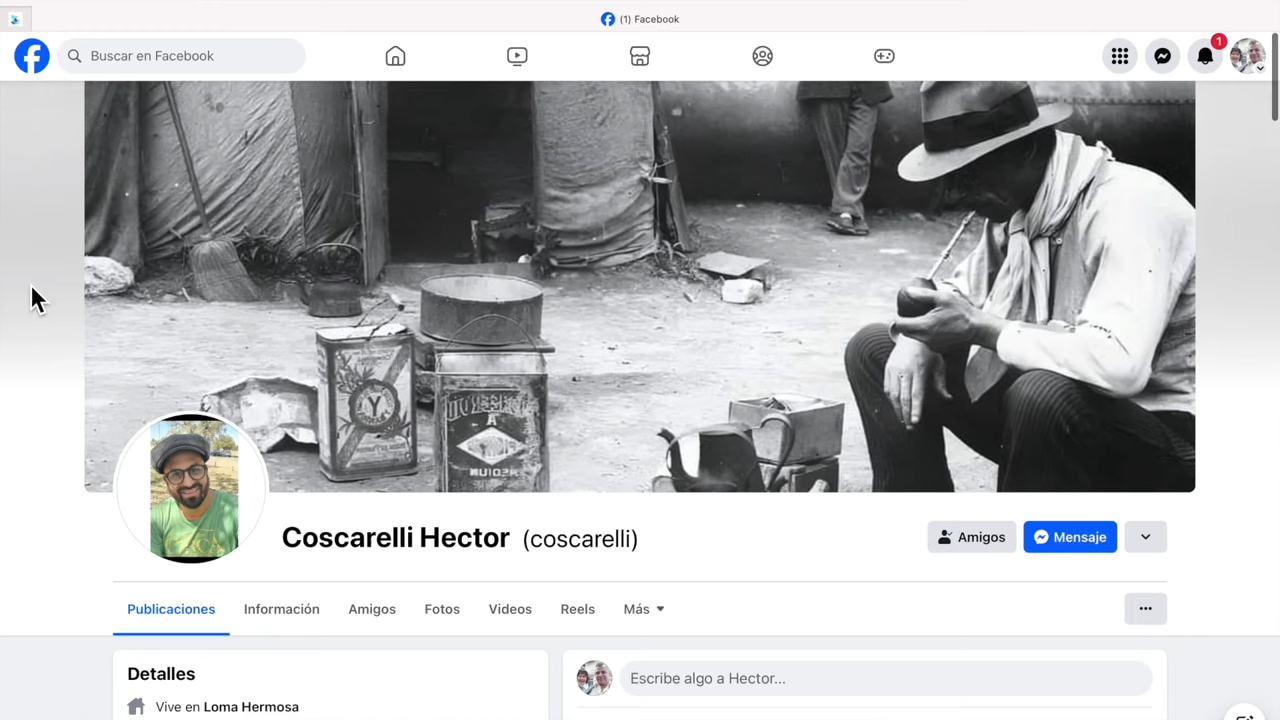 (1) Facebook
Buscar en Facebook
1
Y
A
Coscarelli Hector (coscarelli)
Amigos
Mensaje
Publicaciones
Información
Amigos
Fotos
Videos
Reels
Más
Detalles
Vive en Loma Hermosa
Escribe algo a Hector...